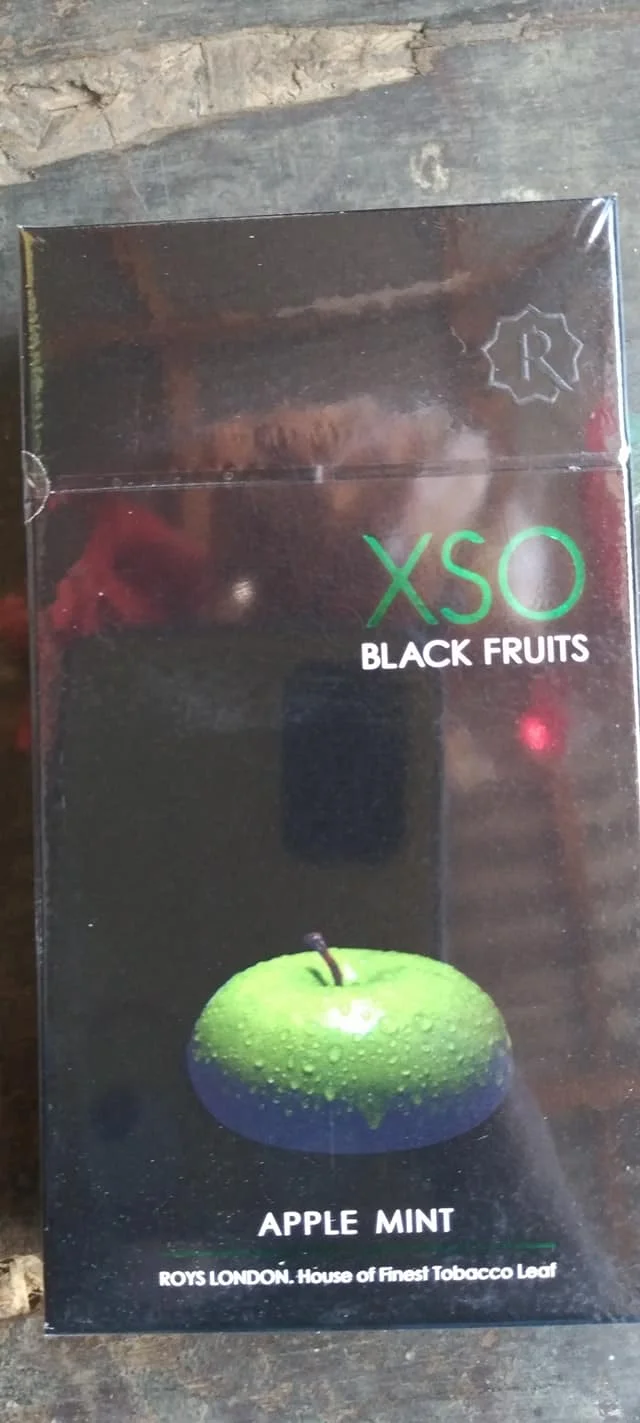 R
XSO
BLACK FRUITS
APPLE MINT
ROYS LONDON. House of Finest Tobacco Leaf